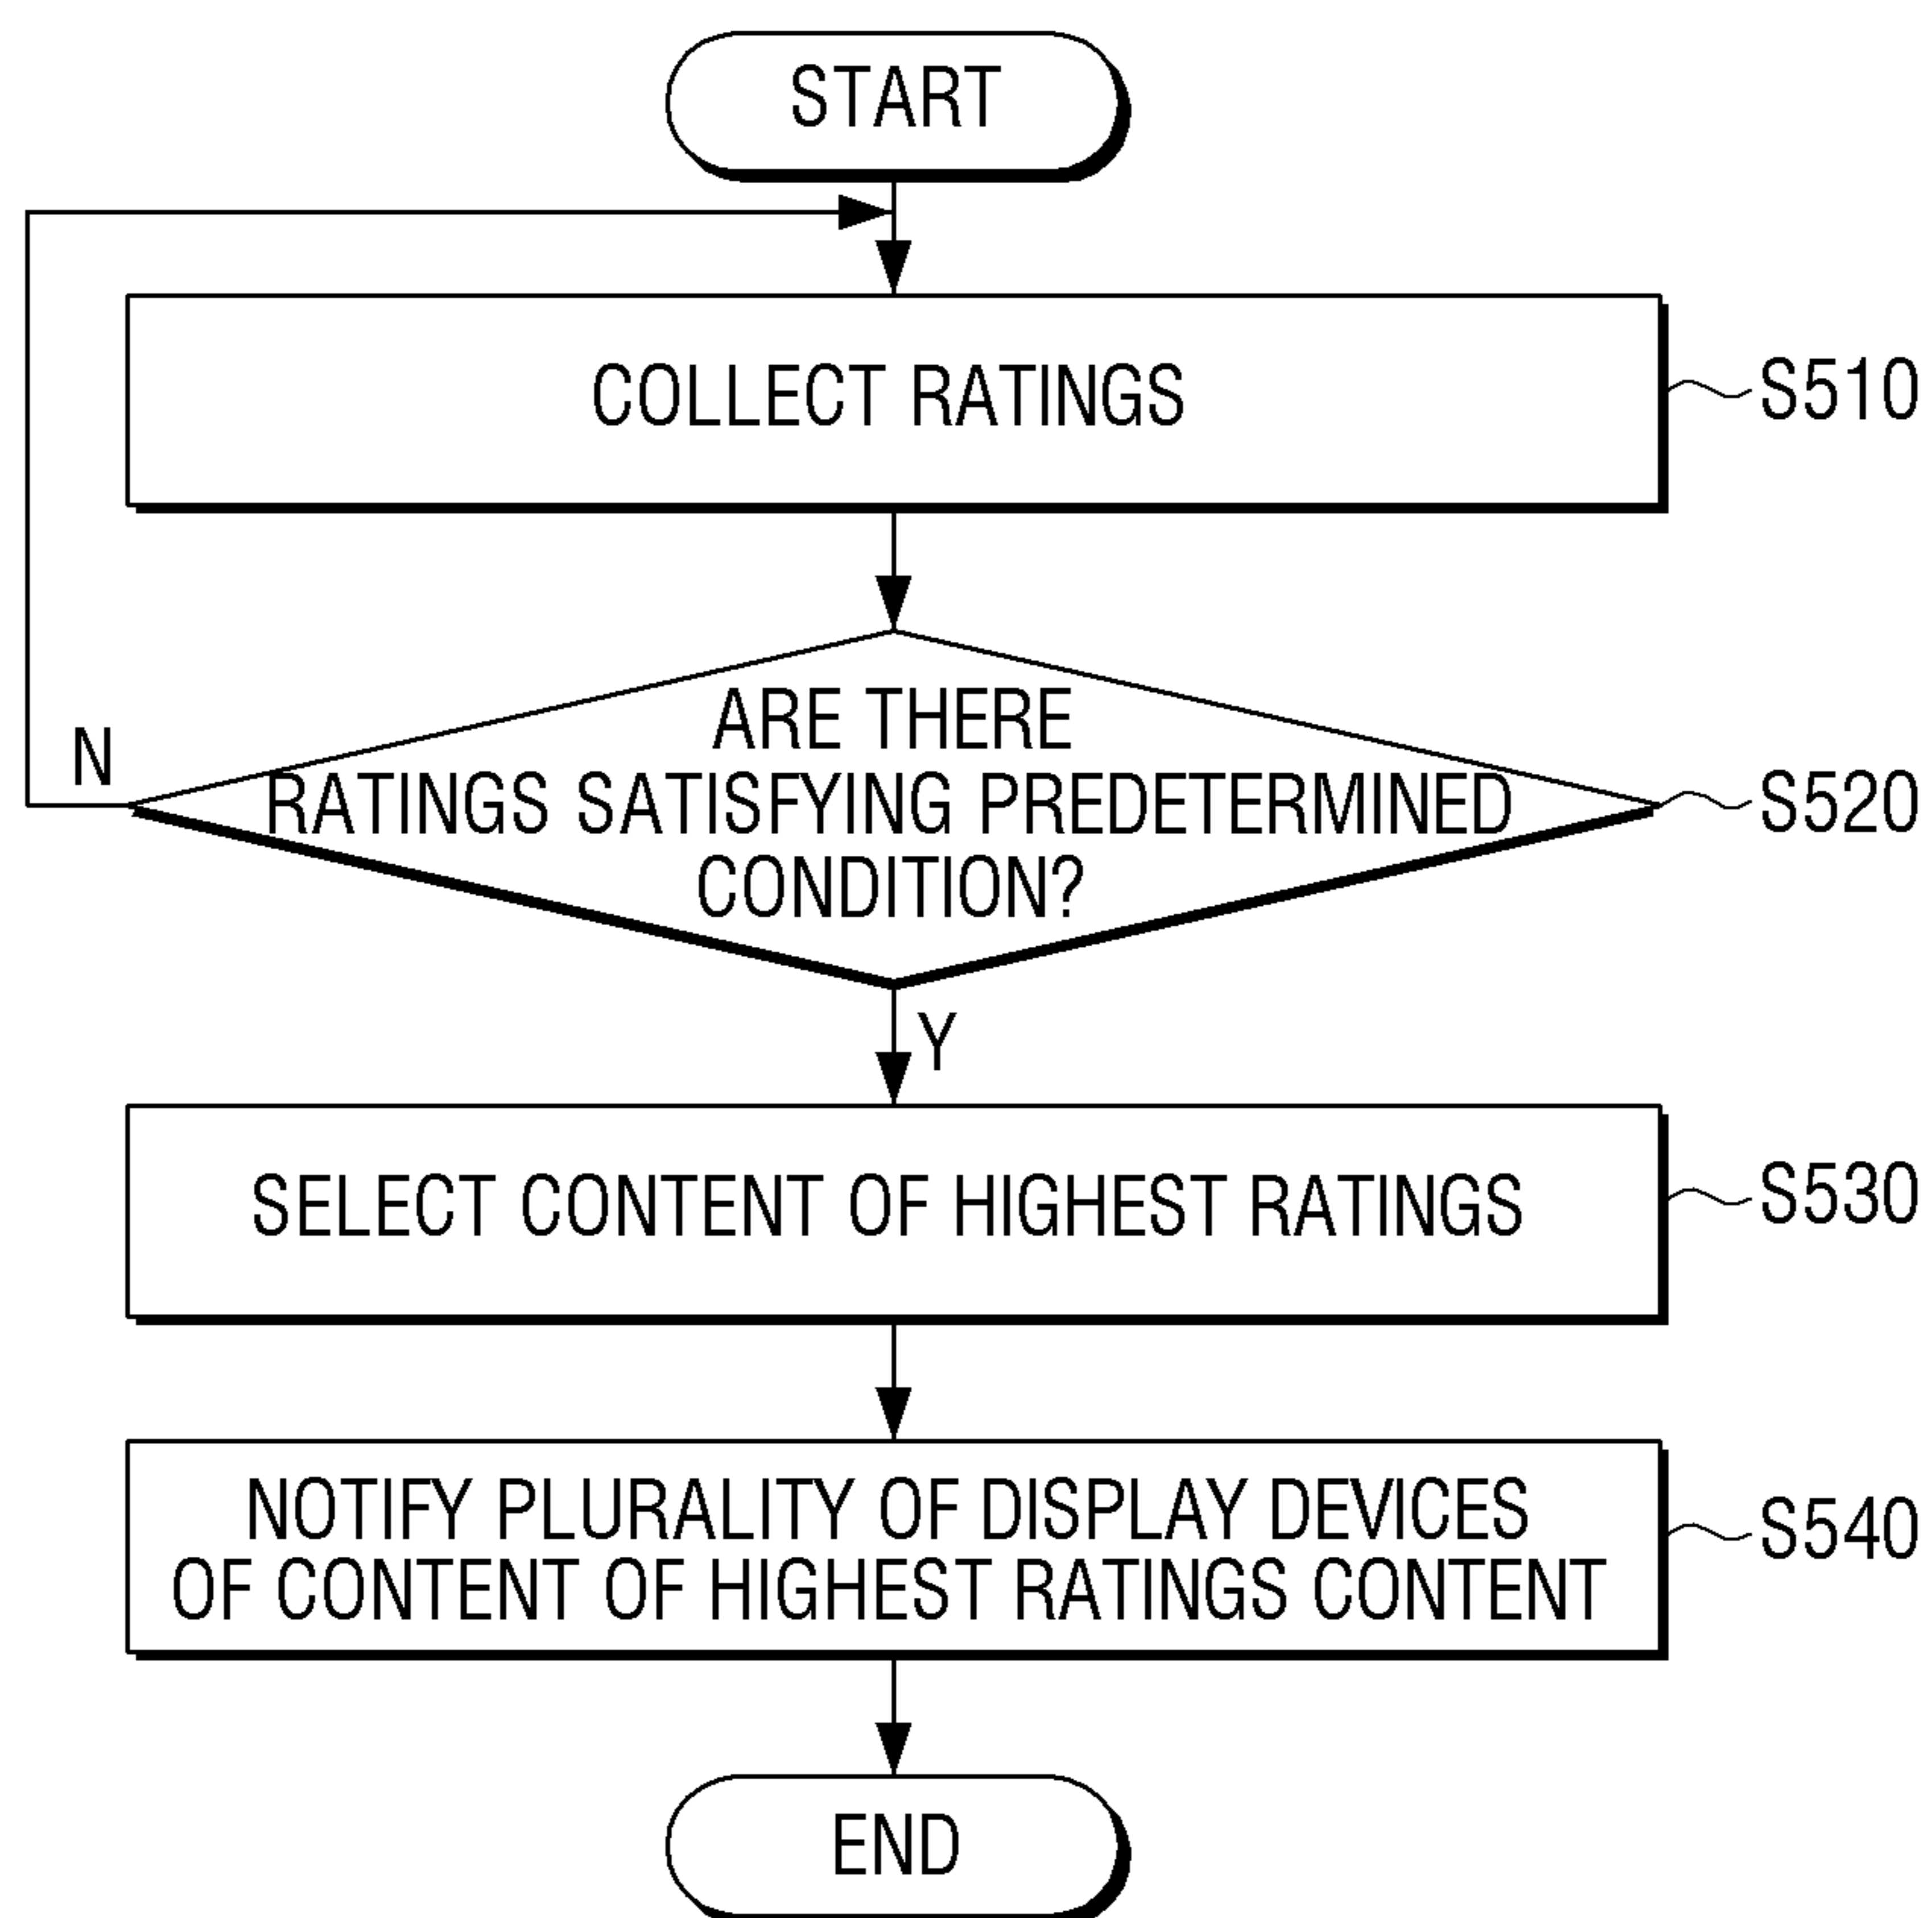 START
COLLECT RATINGS
S510
ARE THERE
RATINGS SATISFYING PREDETERMINED
CONDITION?
S520
N
Y
SELECT CONTENT OF HIGHEST RATINGS
S530
NOTIFY PLURALITY OF DISPLAY DEVICES
OF CONTENT OF HIGHEST RATINGS CONTENT
S540
END